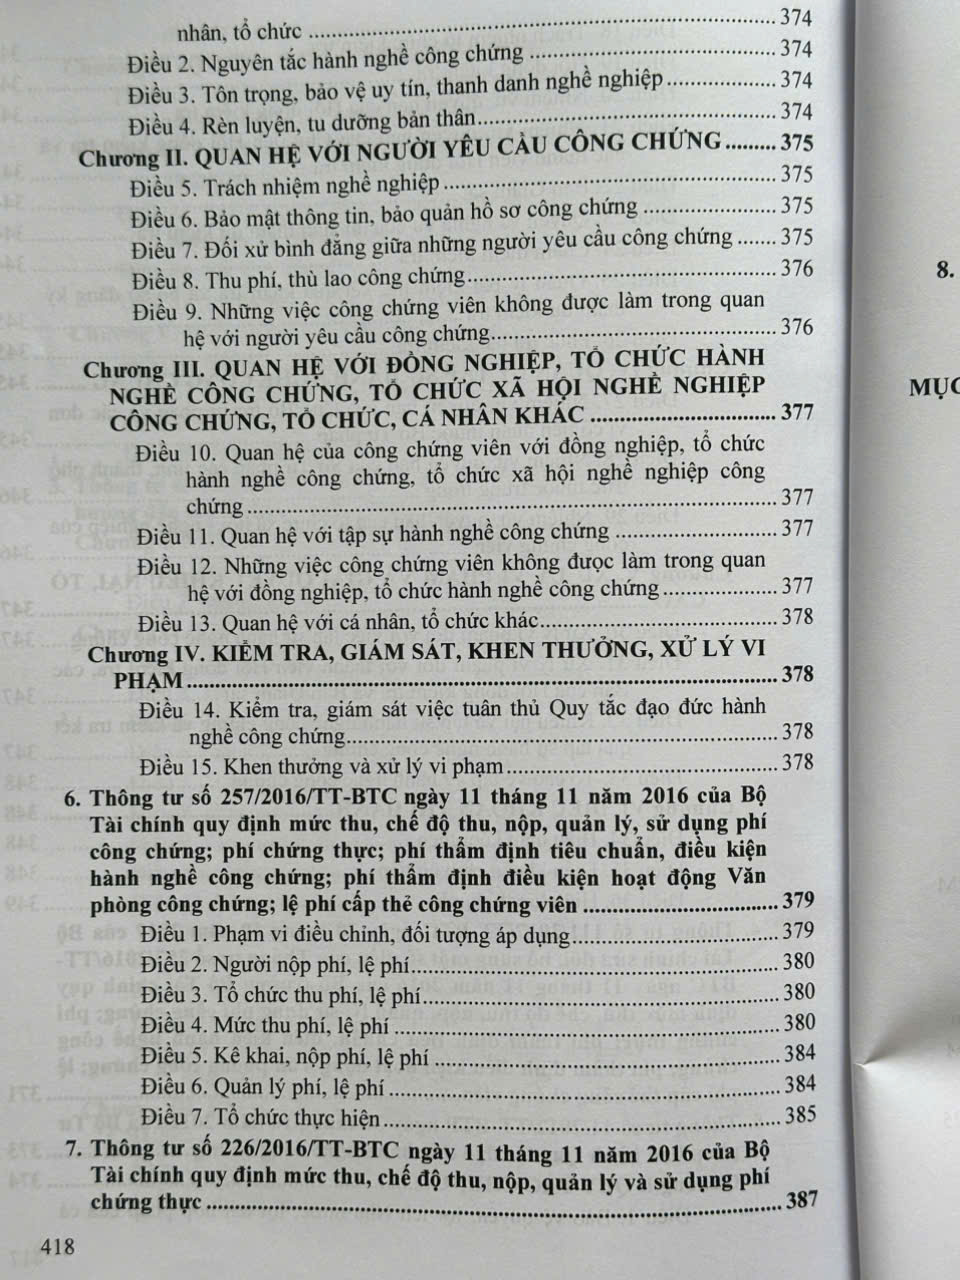 nhân, tổ chức ........ 374
Điều 2. Nguyên tắc hành nghề công chứng ........ 374
Điều 3. Tôn trọng, bảo vệ uy tín, thanh danh nghề nghiệp ........ 374
Điều 4. Rèn luyện, tu dưỡng bản thân ........ 374
Chương II. QUAN HỆ VỚI NGƯỜI YÊU CẦU CÔNG CHỨNG ........ 375
Điều 5. Trách nhiệm nghề nghiệp ........ 375
Điều 6. Bảo mật thông tin, bảo quản hồ sơ công chứng ........ 375
Điều 7. Đối xử bình đẳng giữa những người yêu cầu công chứng ....... 375
Điều 8. Thu phí, thù lao công chứng ........ 376
Điều 9. Những việc công chứng viên không được làm trong quan
hệ với người yêu cầu công chứng ........ 376
Chương III. QUAN HỆ VỚI ĐỒNG NGHIỆP, TỔ CHỨC HÀNH
NGHỀ CÔNG CHỨNG, TỔ CHỨC XÃ HỘI NGHỀ NGHIỆP
CÔNG CHỨNG, TỔ CHỨC, CÁ NHÂN KHÁC ........ 377
Điều 10. Quan hệ của công chứng viên với đồng nghiệp, tổ chức
hành nghề công chứng, tổ chức xã hội nghề nghiệp công
chứng ........ 377
Điều 11. Quan hệ với tập sự hành nghề công chứng ........ 377
Điều 12. Những việc công chứng viên không được làm trong quan
hệ với đồng nghiệp, tổ chức hành nghề công chứng ........ 377
Điều 13. Quan hệ với cá nhân, tổ chức khác ........ 378
Chương IV. KIỂM TRA, GIÁM SÁT, KHEN THƯỞNG, XỬ LÝ VI
PHẠM ........ 378
Điều 14. Kiểm tra, giám sát việc tuân thủ Quy tắc đạo đức hành
nghề công chứng ........ 378
Điều 15. Khen thưởng và xử lý vi phạm ........ 378
6. Thông tư số 257/2016/TT-BTC ngày 11 tháng 11 năm 2016 của Bộ
Tài chính quy định mức thu, chế độ thu, nộp, quản lý, sử dụng phí
công chứng; phí chứng thực; phí thẩm định tiêu chuẩn, điều kiện
hành nghề công chứng; phí thẩm định điều kiện hoạt động Văn
phòng công chứng; lệ phí cấp thẻ công chứng viên ........ 379
Điều 1. Phạm vi điều chỉnh, đối tượng áp dụng ........ 379
Điều 2. Người nộp phí, lệ phí ........ 380
Điều 3. Tổ chức thu phí, lệ phí ........ 380
Điều 4. Mức thu phí, lệ phí ........ 380
Điều 5. Kê khai, nộp phí, lệ phí ........ 384
Điều 6. Quản lý phí, lệ phí ........ 384
Điều 7. Tổ chức thực hiện ........ 385
7. Thông tư số 226/2016/TT-BTC ngày 11 tháng 11 năm 2016 của Bộ
Tài chính quy định mức thu, chế độ thu, nộp, quản lý và sử dụng phí
chứng thực ........ 387
418
8.
MỤC